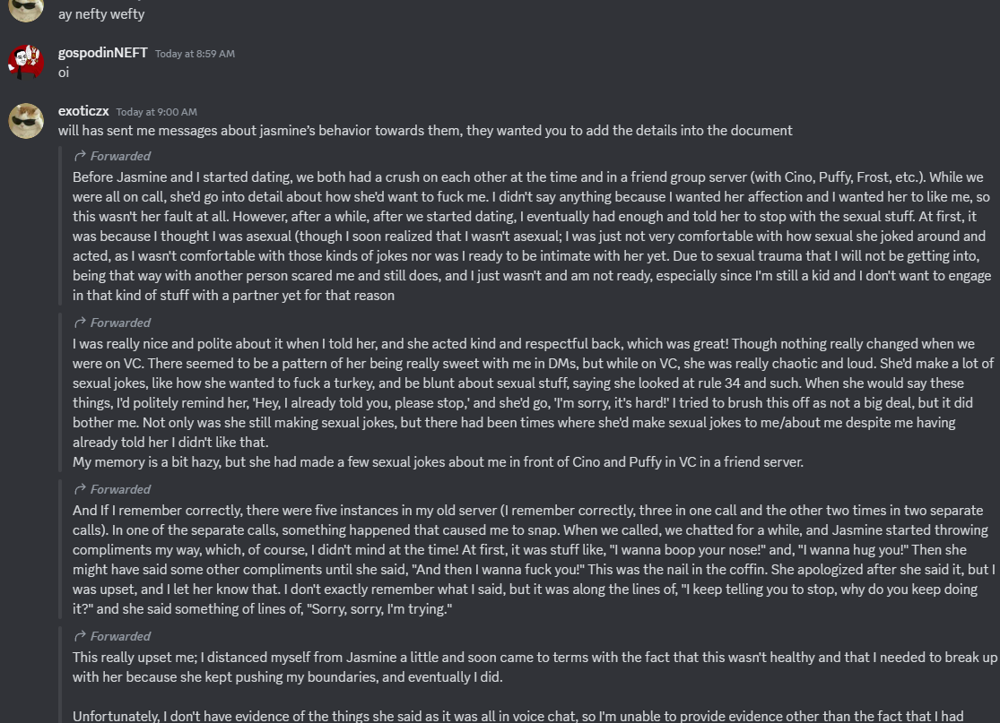 ay nefty wefty
gospodinNEFT Today at 8:59 AM
oi
exoticzx Today at 9:00 AM
will has sent me messages about jasmine's behavior towards them, they wanted you to add the details into the document
Forwarded
Before Jasmine and I started dating, we both had a crush on each other at the time and in a friend group server (with Cino, Puffy, Frost, etc.). While we
were all on call, she'd go into detail about how she'd want to fuck me. I didn't say anything because I wanted her affection and I wanted her to like me, so
this wasn't her fault at all. However, after a while, after we started dating, I eventually had enough and told her to stop with the sexual stuff. At first, it
was because I thought I was asexual (though I soon realized that I wasn't asexual; I was just not very comfortable with how sexual she joked around and
acted, as I wasn't comfortable with those kinds of jokes nor was I ready to be intimate with her yet. Due to sexual trauma that I will not be getting into,
being that way with another person scared me and still does, and I just wasn't and am not ready, especially since I'm still a kid and I don't want to engage
in that kind of stuff with a partner yet for that reason
Forwarded
I was really nice and polite about it when I told her, and she acted kind and respectful back, which was great! Though nothing really changed when we
were on VC. There seemed to be a pattern of her being really sweet with me in DMs, but while on VC, she was really chaotic and loud. She'd make a lot of
sexual jokes, like how she wanted to fuck a turkey, and be blunt about sexual stuff, saying she looked at rule 34 and such. When she would say these
things, I'd politely remind her, 'Hey, I already told you, please stop,' and she'd go, 'I'm sorry, it's hard!' I tried to brush this off as not a big deal, but it did
bother me. Not only was she still making sexual jokes, but there had been times where she'd make sexual jokes to me/about me despite me having
already told her I didn't like that.
My memory is a bit hazy, but she had made a few sexual jokes about me in front of Cino and Puffy in VC in a friend server.
Forwarded
And If I remember correctly, there were five instances in my old server (I remember correctly, three in one call and the other two times in two separate
calls). In one of the separate calls, something happened that caused me to snap. When we called, we chatted for a while, and Jasmine started throwing
compliments my way, which, of course, I didn't mind at the time! At first, it was stuff like, "I wanna boop your nose!" and, "I wanna hug you!" Then she
might have said some other compliments until she said, "And then I wanna fuck you!" This was the nail in the coffin. She apologized after she said it, but I
was upset, and I let her know that. I don't exactly remember what I said, but it was along the lines of, "I keep telling you to stop, why do you keep doing
it?" and she said something of lines of, "Sorry, sorry, I'm trying."
Forwarded
This really upset me; I distanced myself from Jasmine a little and soon came to terms with the fact that this wasn't healthy and that I needed to break up
with her because she kept pushing my boundaries, and eventually I did.
Unfortunately, I don't have evidence of the things she said as it was all in voice chat, so I'm unable to provide evidence other than the fact that I had